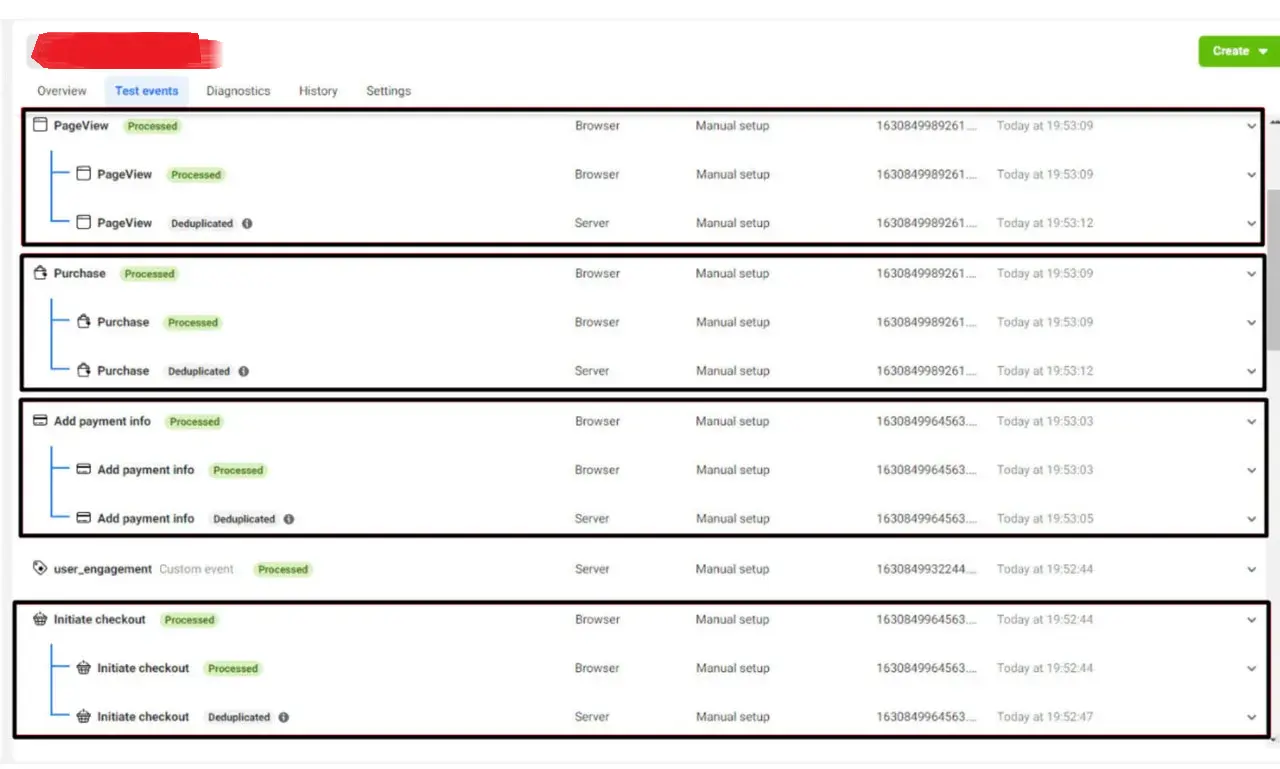 Create
Overview Test events Diagnostics History Settings
PageView Processed Browser Manual setup 1630849989261.... Today at 19:53:09
PageView Processed Browser Manual setup 1630849989261.... Today at 19:53:09
PageView Deduplicated Server Manual setup 1630849989261.... Today at 19:53:12
Purchase Processed Browser Manual setup 1630849989261.... Today at 19:53:09
Purchase Processed Browser Manual setup 1630849989261.... Today at 19:53:09
Purchase Deduplicated Server Manual setup 1630849989261.... Today at 19:53:12
Add payment info Processed Browser Manual setup 1630849964563.... Today at 19:53:03
Add payment info Processed Browser Manual setup 1630849964563.... Today at 19:53:03
Add payment info Deduplicated Server Manual setup 1630849964563.... Today at 19:53:05
user_engagement Custom event Processed Server Manual setup 1630849932244.... Today at 19:52:44
Initiate checkout Processed Browser Manual setup 1630849964563.... Today at 19:52:44
Initiate checkout Processed Browser Manual setup 1630849964563.... Today at 19:52:44
Initiate checkout Deduplicated Server Manual setup 1630849964563.... Today at 19:52:47